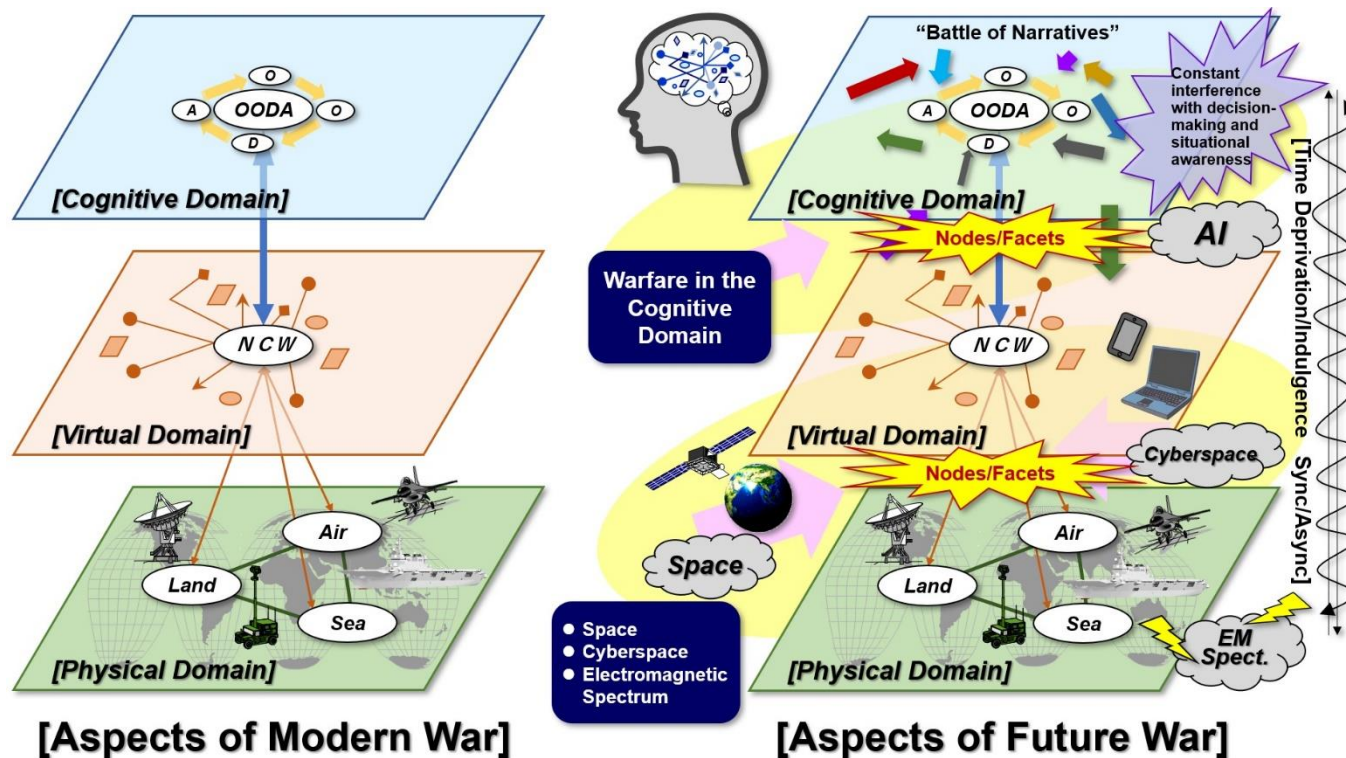 O
A
OODA
O
D
[Cognitive Domain]
N C W
[Virtual Domain]
Air
Land
Sea
[Physical Domain]
[Aspects of Modern War]
“Battle of Narratives”
O
A
OODA
O
D
[Cognitive Domain]
Constant
interference
with decision-
making and
situational
awareness
Nodes/Facets
AI
Warfare in the
Cognitive
Domain
N C W
[Virtual Domain]
Cyberspace
Nodes/Facets
Space
Air
Land
Sea
[Physical Domain]
EM
Spect.
● Space
● Cyberspace
● Electromagnetic
Spectrum
[Time Deprivation/Indulgence Sync/Async]
[Aspects of Future War]